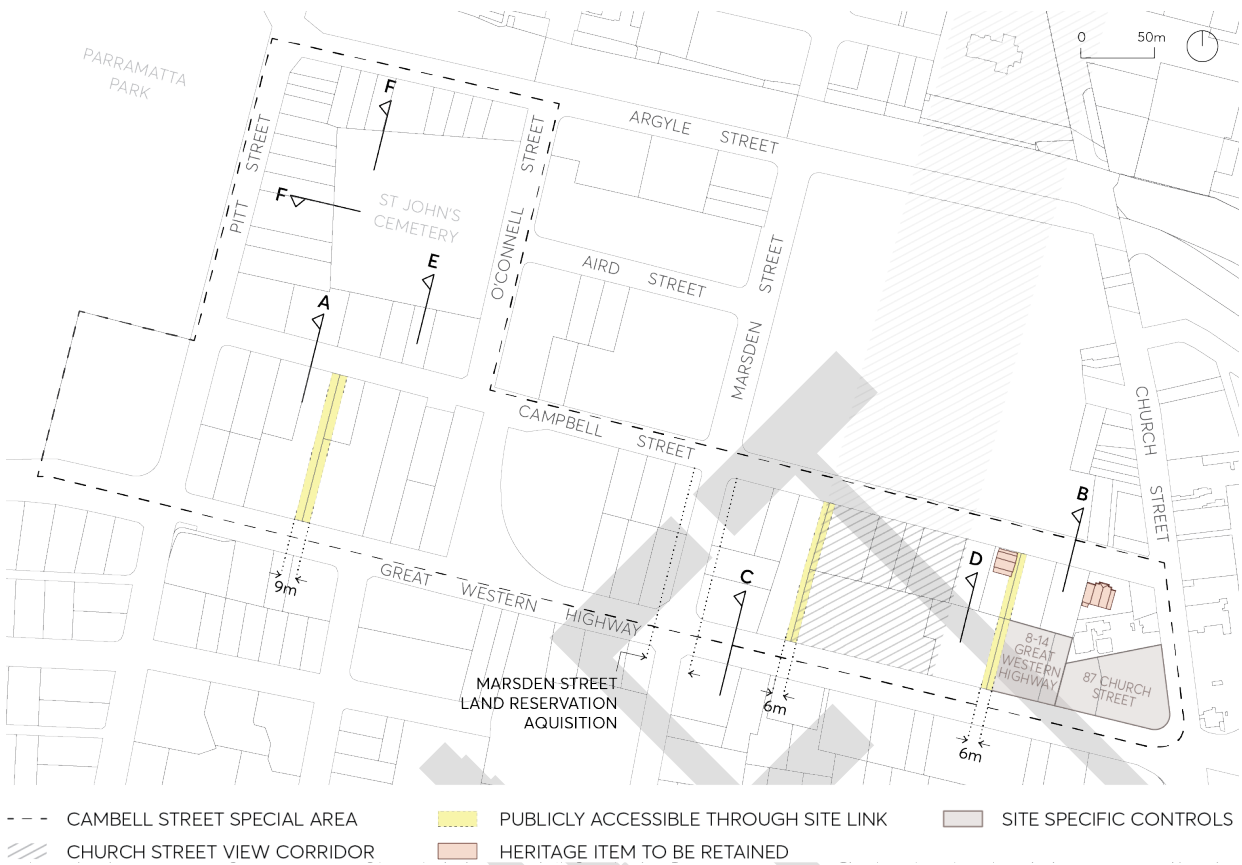 PARRAMATTA
PARK
0 50m
F
ARGYLE STREET
PITT STREET
F
ST JOHN'S
CEMETERY
O'CONNELL STREET
E
AIRD STREET
MARSDEN STREET
A
CHURCH STREET
CAMPBELL STREET
B
D
C
9m
GREAT WESTERN HIGHWAY
8-14
GREAT
WESTERN
HIGHWAY
87 CHURCH
STREET
MARSDEN STREET
LAND RESERVATION
AQUISITION
6m
6m
CAMBELL STREET SPECIAL AREA
PUBLICLY ACCESSIBLE THROUGH SITE LINK
SITE SPECIFIC CONTROLS
CHURCH STREET VIEW CORRIDOR
HERITAGE ITEM TO BE RETAINED